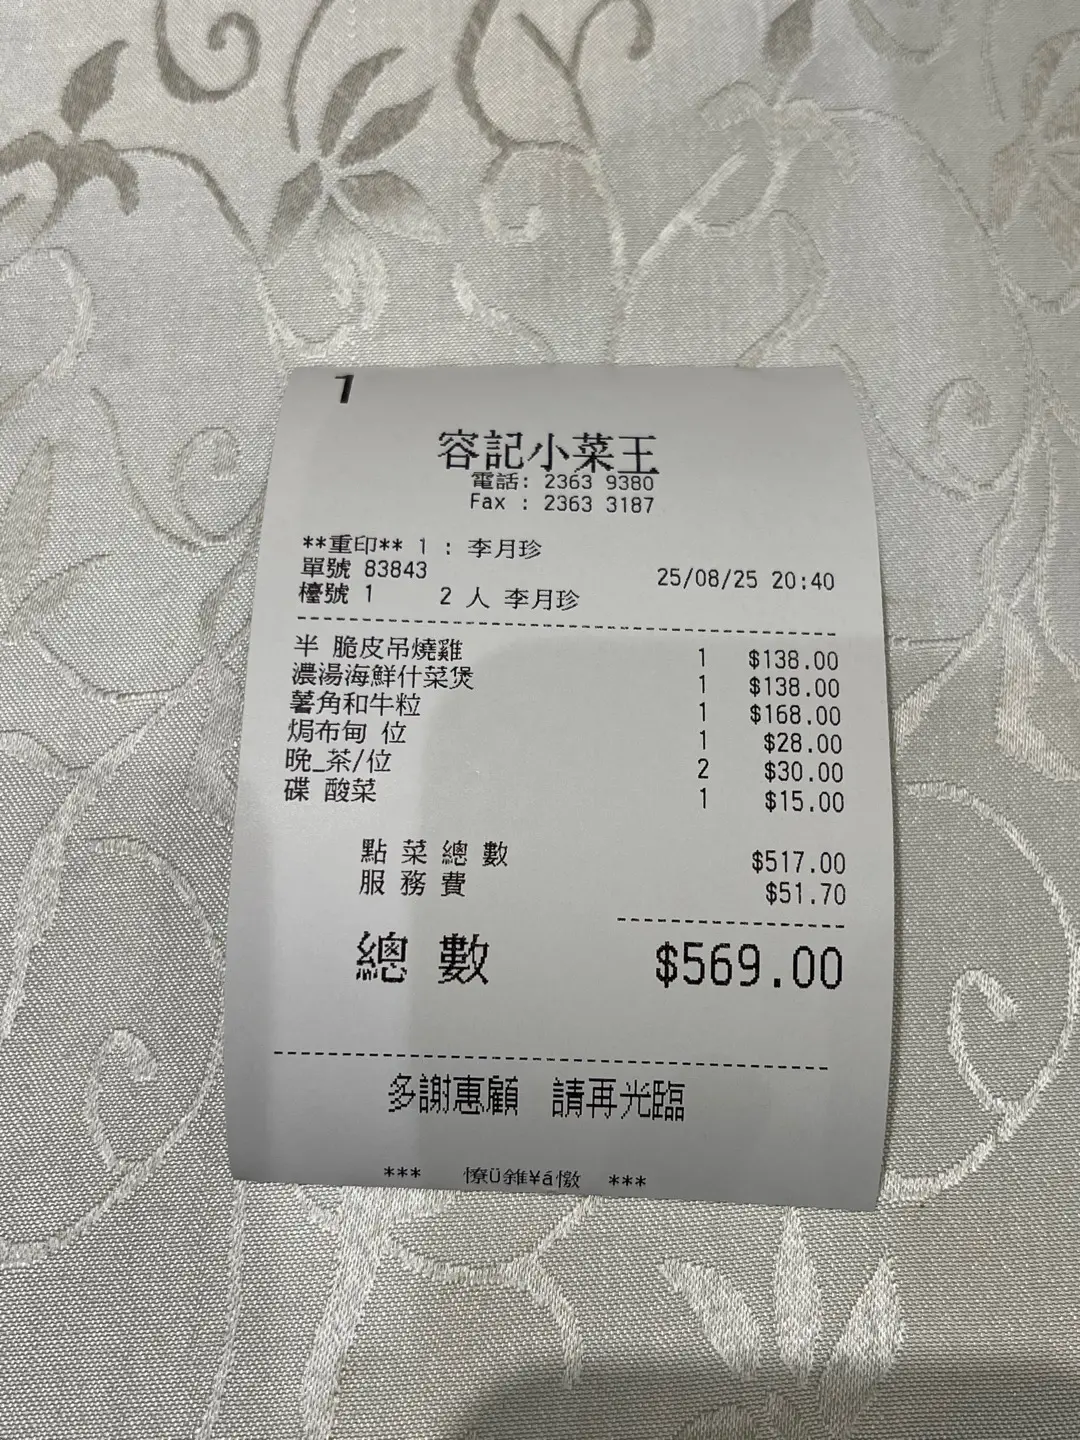 1
容記小菜王
電話: 2363 9380
Fax : 2363 3187
**重印** 1 : 李月珍
單號 83843 25/08/25 20:40
檯號 1 2 人 李月珍
半 脆皮吊燒雞 1 $138.00
濃湯海鮮什菜煲 1 $138.00
薯角和牛粒 1 $168.00
焗布甸 位 1 $28.00
晚_茶/位 2 $30.00
碟 酸菜 1 $15.00
點 菜 總 數 $517.00
服 務 費 $51.70
總 數 $569.00
多謝惠顧 請再光臨
*** ***